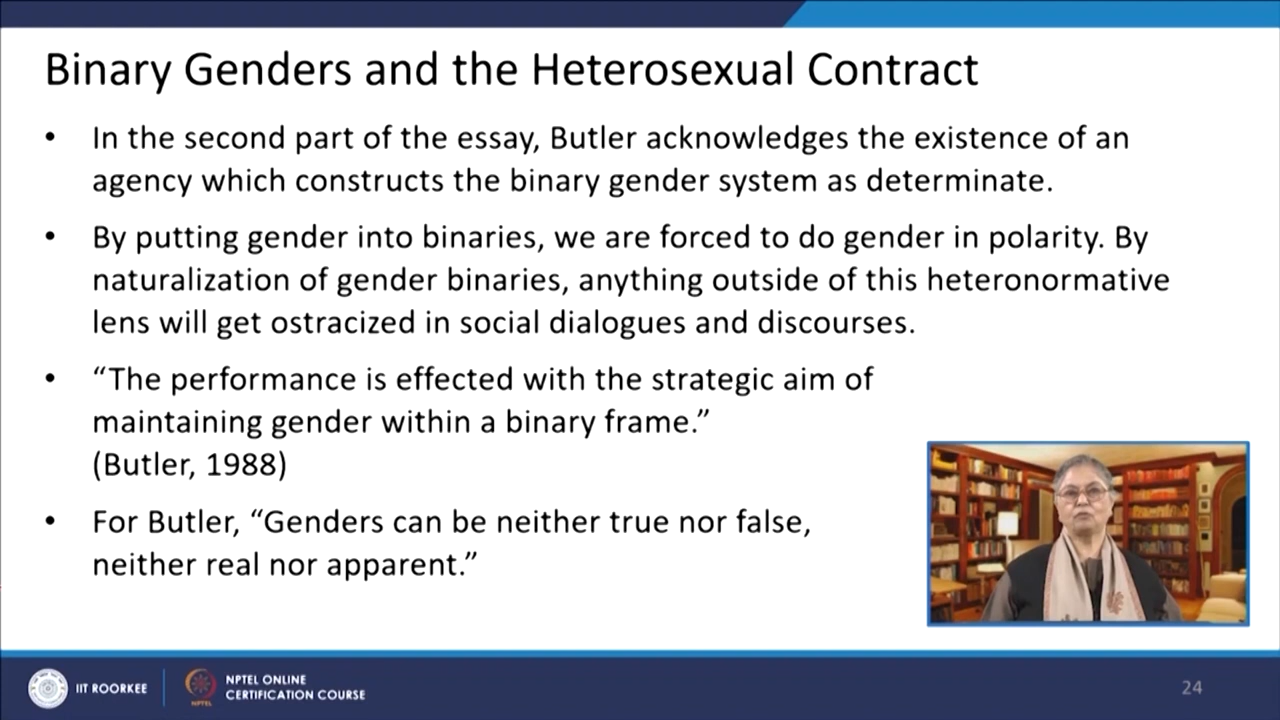 Binary Genders and the Heterosexual Contract
• In the second part of the essay, Butler acknowledges the existence of an
agency which constructs the binary gender system as determinate.
• By putting gender into binaries, we are forced to do gender in polarity. By
naturalization of gender binaries, anything outside of this heteronormative
lens will get ostracized in social dialogues and discourses.
• “The performance is effected with the strategic aim of
maintaining gender within a binary frame.”
(Butler, 1988)
• For Butler, “Genders can be neither true nor false,
neither real nor apparent.”
IIT ROORKEE
NPTEL
NPTEL ONLINE
CERTIFICATION COURSE
24